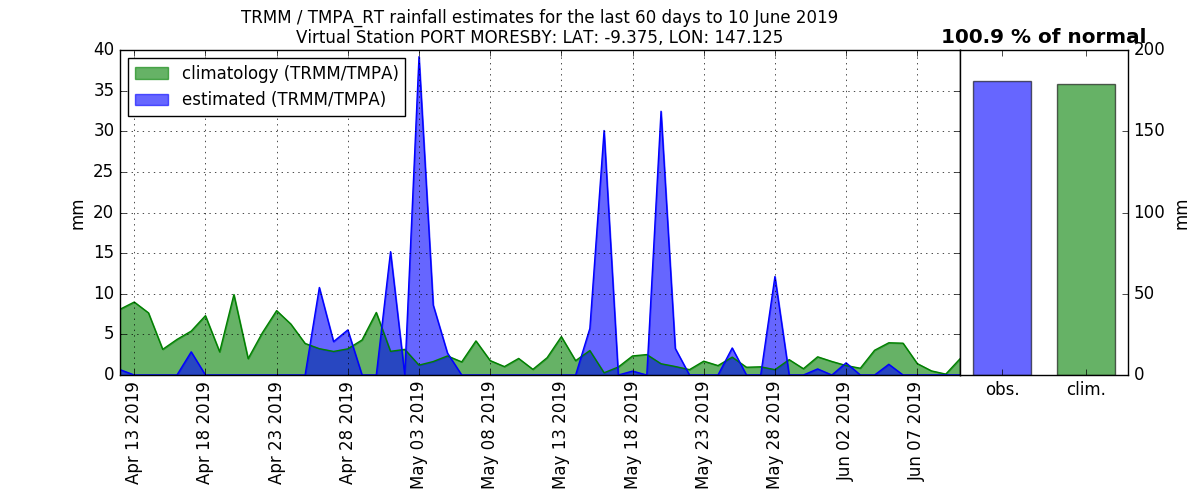 TRMM / TMPA_RT rainfall estimates for the last 60 days to 10 June 2019
Virtual Station PORT MORESBY: LAT: -9.375, LON: 147.125
100.9 % of normal
climatology (TRMM/TMPA)
estimated (TRMM/TMPA)
40
35
30
25
20
15
10
5
0
mm
Apr 13 2019
Apr 18 2019
Apr 23 2019
Apr 28 2019
May 03 2019
May 08 2019
May 13 2019
May 18 2019
May 23 2019
May 28 2019
Jun 02 2019
Jun 07 2019
obs.
clim.
200
150
100
50
0
mm